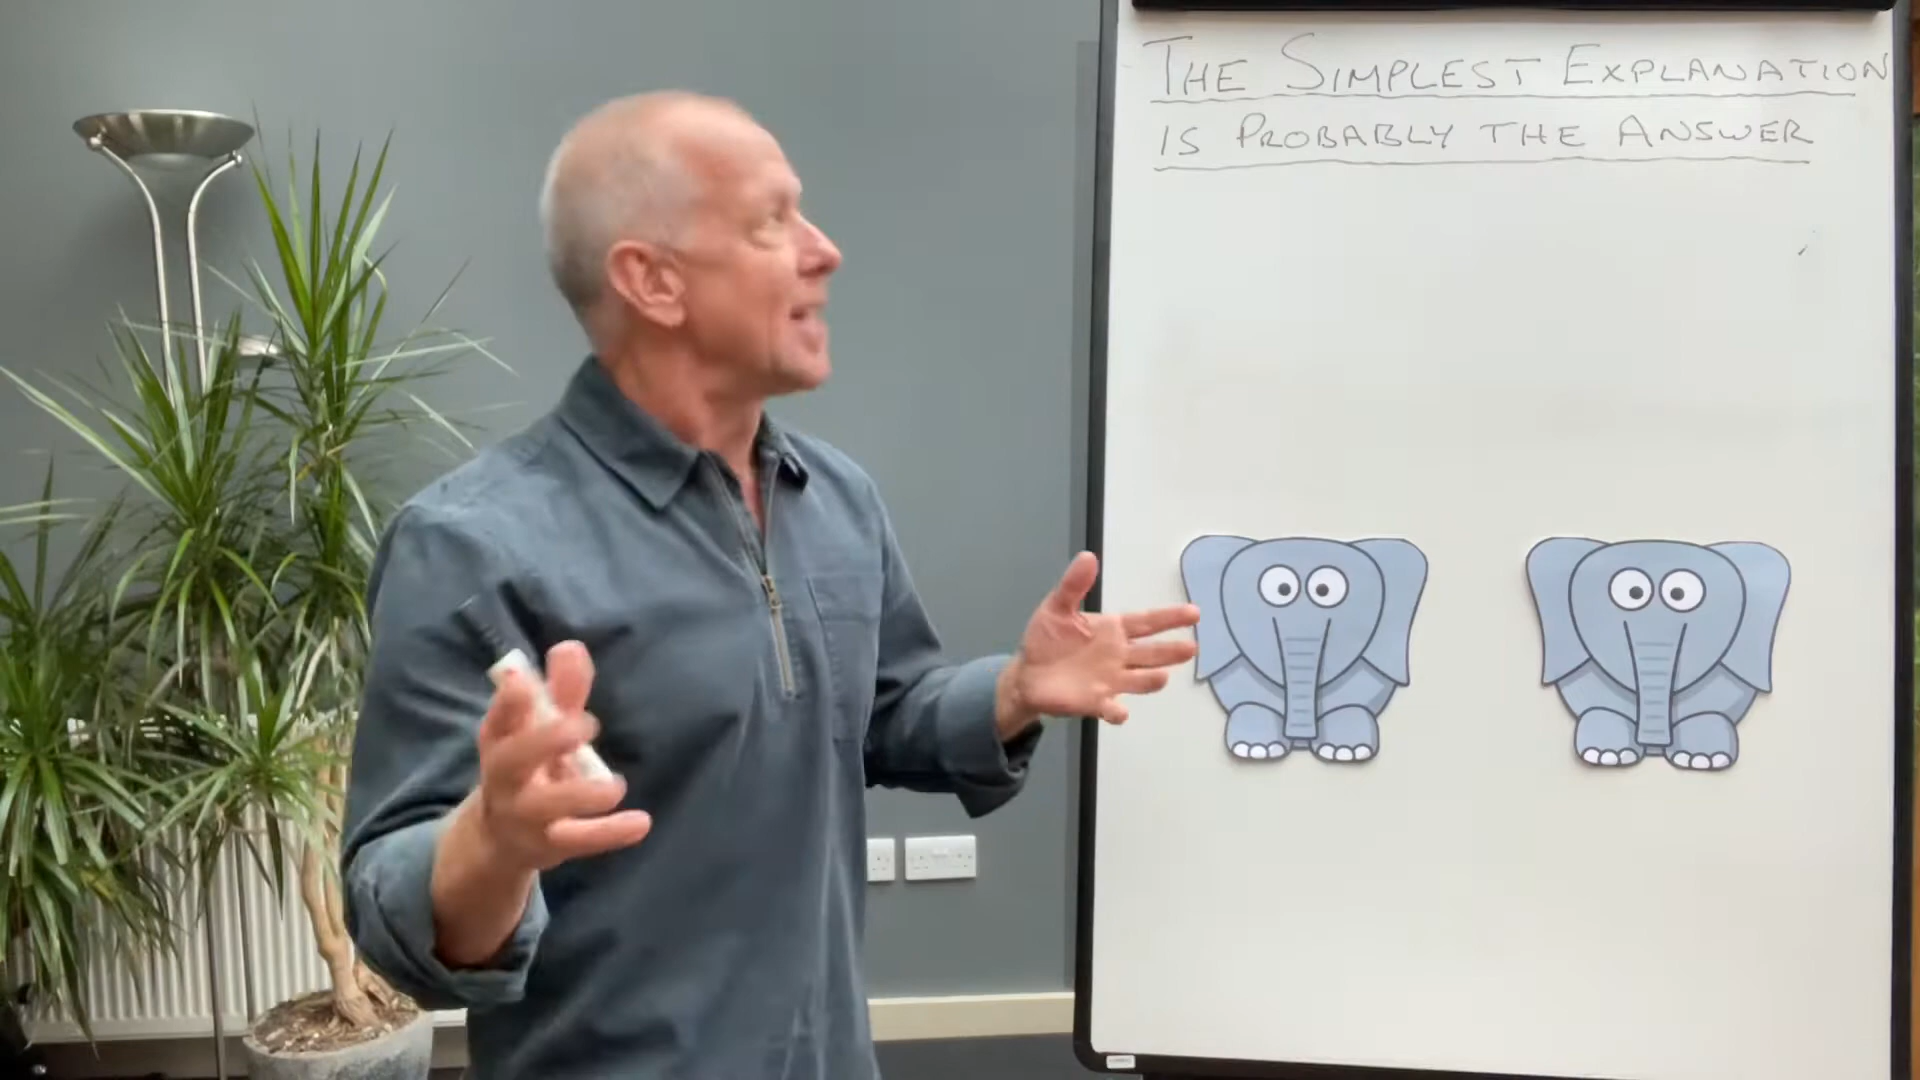 THE SIMPLEST EXPLANATION
IS PROBABLY THE ANSWER